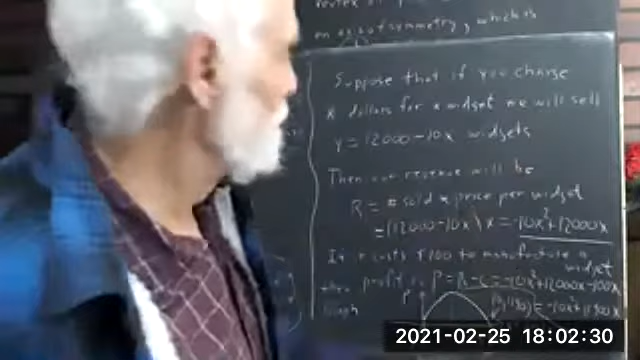 on axis of symmetry, which is
Suppose that if you charge
x dollars for a widget we will sell
y = 12000 - 10x widgets
Then our revenue will be
R = # sold x price per widget
= (12000 - 10x) x = -10x² + 12000x
It costs $100 to manufacture a
widget
then profit is P = R - C = -10x² + 12000x - 100x
Graph
2021-02-25 18:02:30